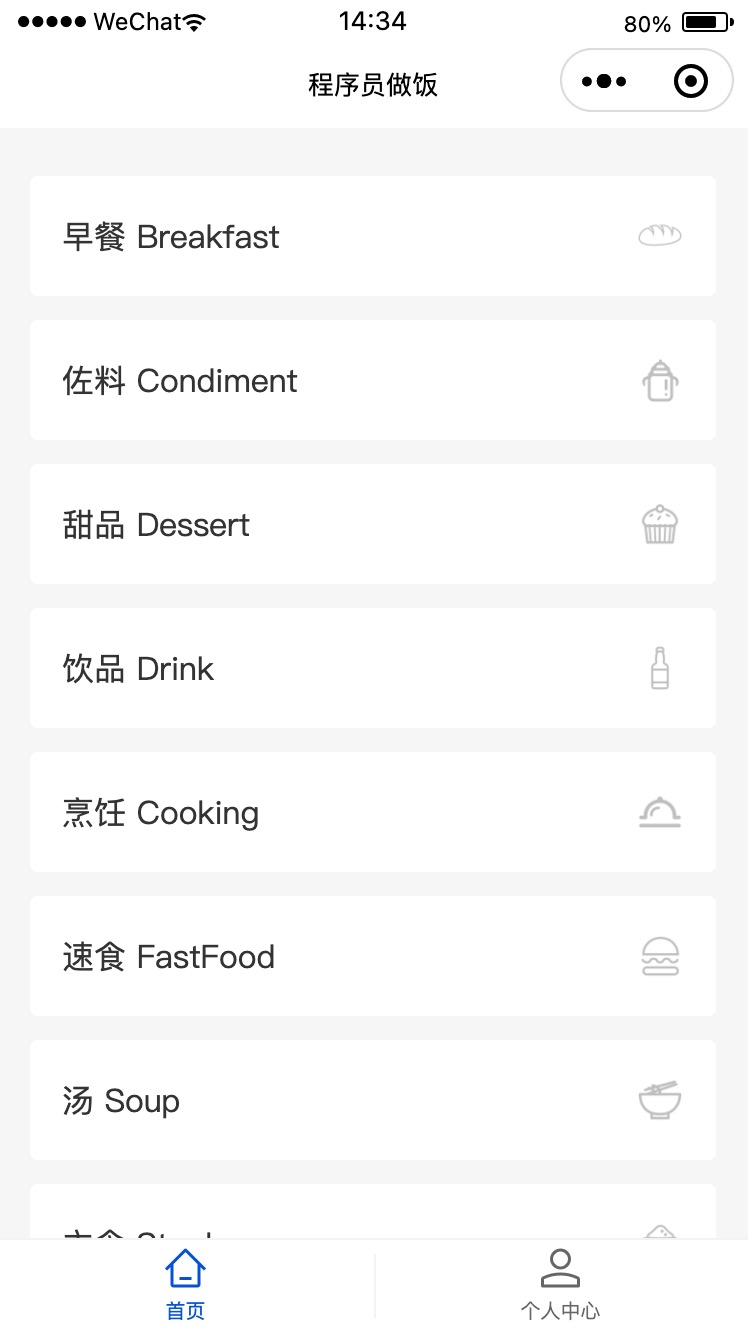 WeChat
14:34
80%
程序员做饭
早餐 Breakfast
佐料 Condiment
甜品 Dessert
饮品 Drink
烹饪 Cooking
速食 FastFood
汤 Soup
首页
个人中心